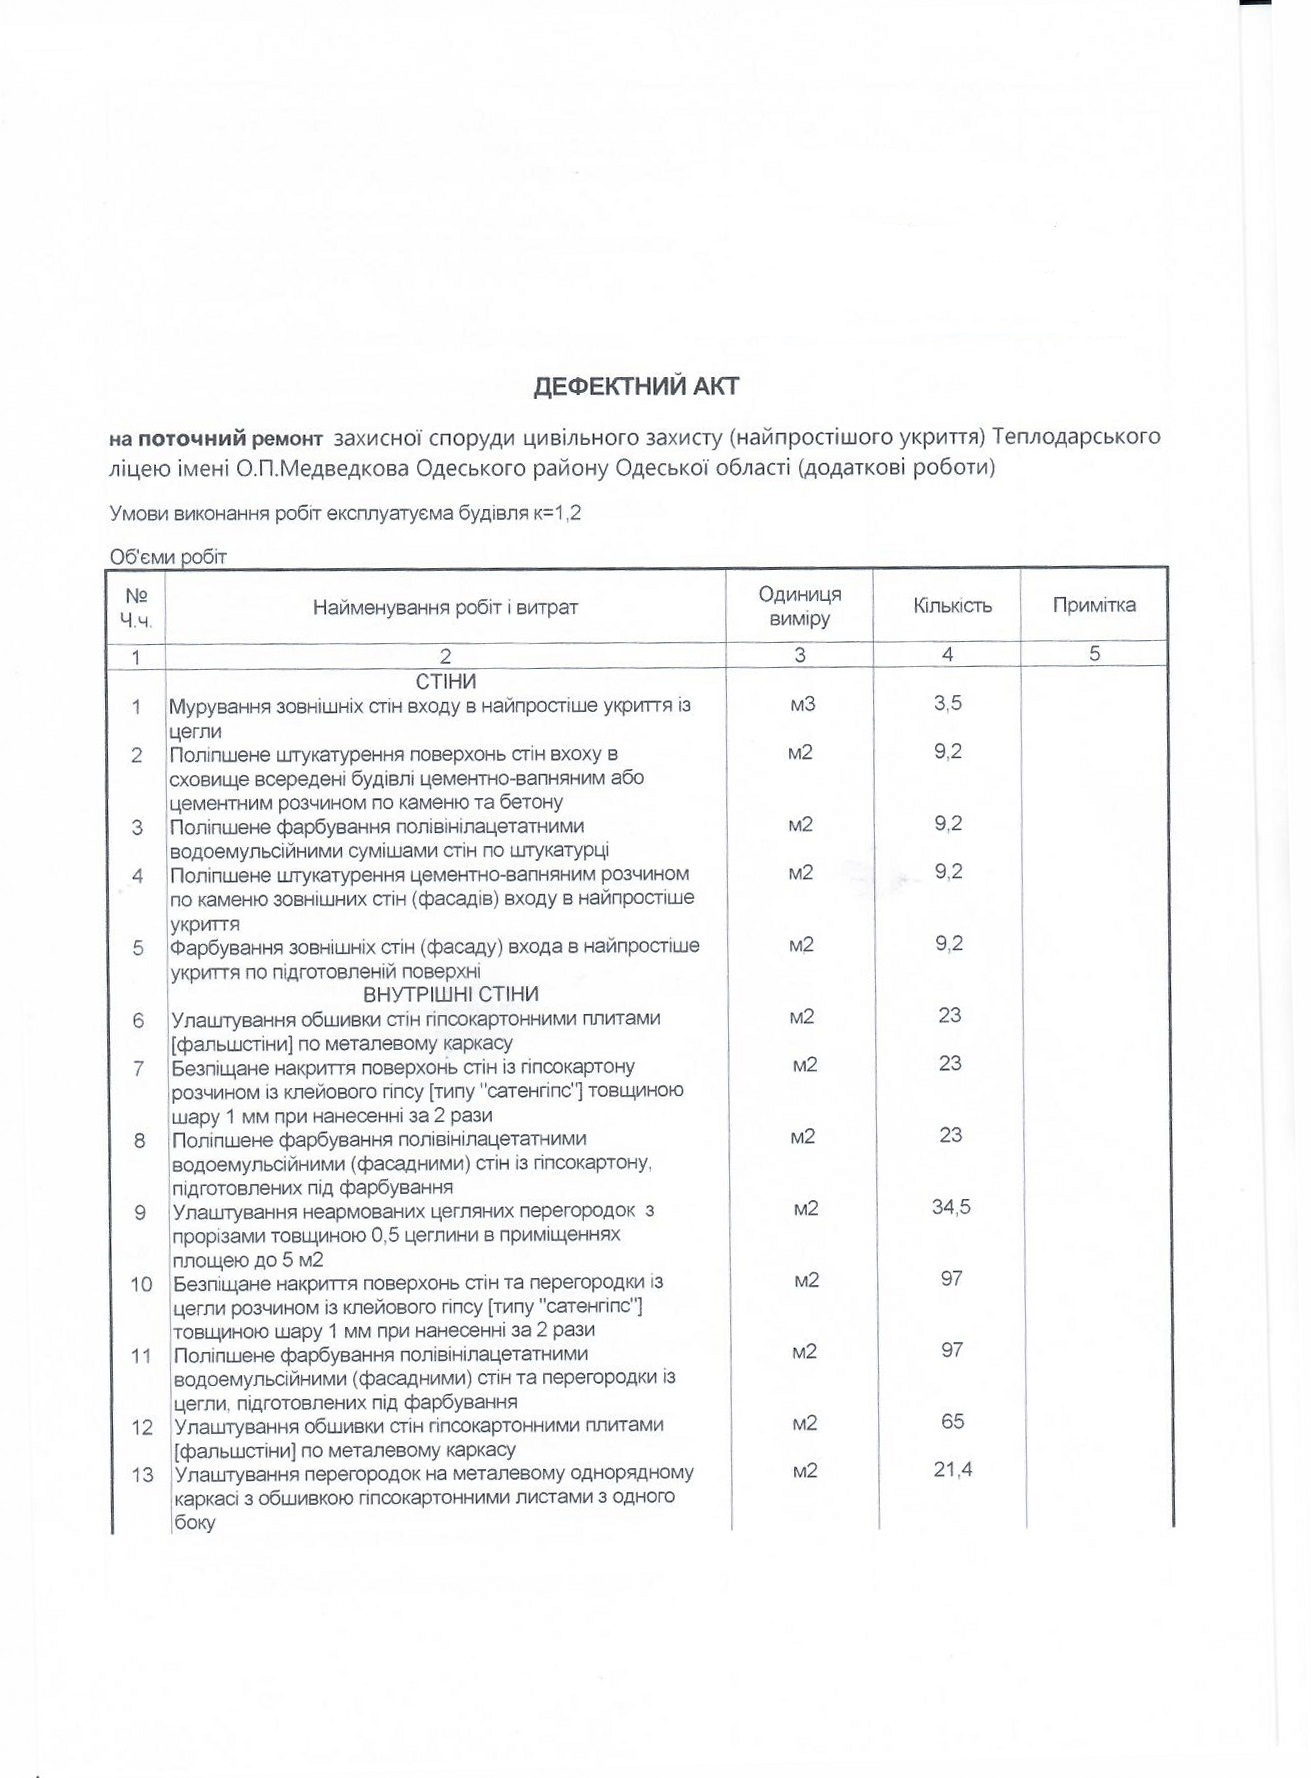 ДЕФЕКТНИЙ АКТ
на поточний ремонт захисної споруди цивільного захисту (найпростішого укриття) Теплодарського
ліцею імені О.П.Медведкова Одеського району Одеської області (додаткові роботи)
Умови виконання робіт експлуатуєма будівля к=1,2
Об'єми робіт
№ Ч.ч. Найменування робіт і витрат Одиниця виміру Кількість Примітка
1 2 3 4 5
СТІНИ
1 Мурування зовнішніх стін входу в найпростіше укриття із м3 3,5
цегли
2 Поліпшене штукатурення поверхонь стін вхоху в м2 9,2
сховище всередені будівлі цементно-вапняним або
цементним розчином по каменю та бетону
3 Поліпшене фарбування полівінілацетатними м2 9,2
водоемульсійними сумішами стін по штукатурці
4 Поліпшене штукатурення цементно-вапняним розчином м2 9,2
по каменю зовнішних стін (фасадів) входу в найпростіше
укриття
5 Фарбування зовнішніх стін (фасаду) входа в найпростіше м2 9,2
укриття по підготовленій поверхні
ВНУТРІШНІ СТІНИ
6 Улаштування обшивки стін гіпсокартонними плитами м2 23
[фальшстіни] по металевому каркасу
7 Безпіщане накриття поверхонь стін із гіпсокартону м2 23
розчином із клейового гіпсу [типу "сатенгіпс"] товщиною
шару 1 мм при нанесенні за 2 рази
8 Поліпшене фарбування полівінілацетатними м2 23
водоемульсійними (фасадними) стін із гіпсокартону,
підготовлених під фарбування
9 Улаштування неармованих цегляних перегородок з м2 34,5
прорізами товщиною 0,5 цеглини в приміщеннях
площею до 5 м2
10 Безпіщане накриття поверхонь стін та перегородки із м2 97
цегли розчином із клейового гіпсу [типу "сатенгіпс"]
товщиною шару 1 мм при нанесенні за 2 рази
11 Поліпшене фарбування полівінілацетатними м2 97
водоемульсійними (фасадними) стін та перегородки із
цегли, підготовлених під фарбування
12 Улаштування обшивки стін гіпсокартонними плитами м2 65
[фальшстіни] по металевому каркасу
13 Улаштування перегородок на металевому однорядному м2 21,4
каркасі з обшивкою гіпсокартонними листами з одного
боку